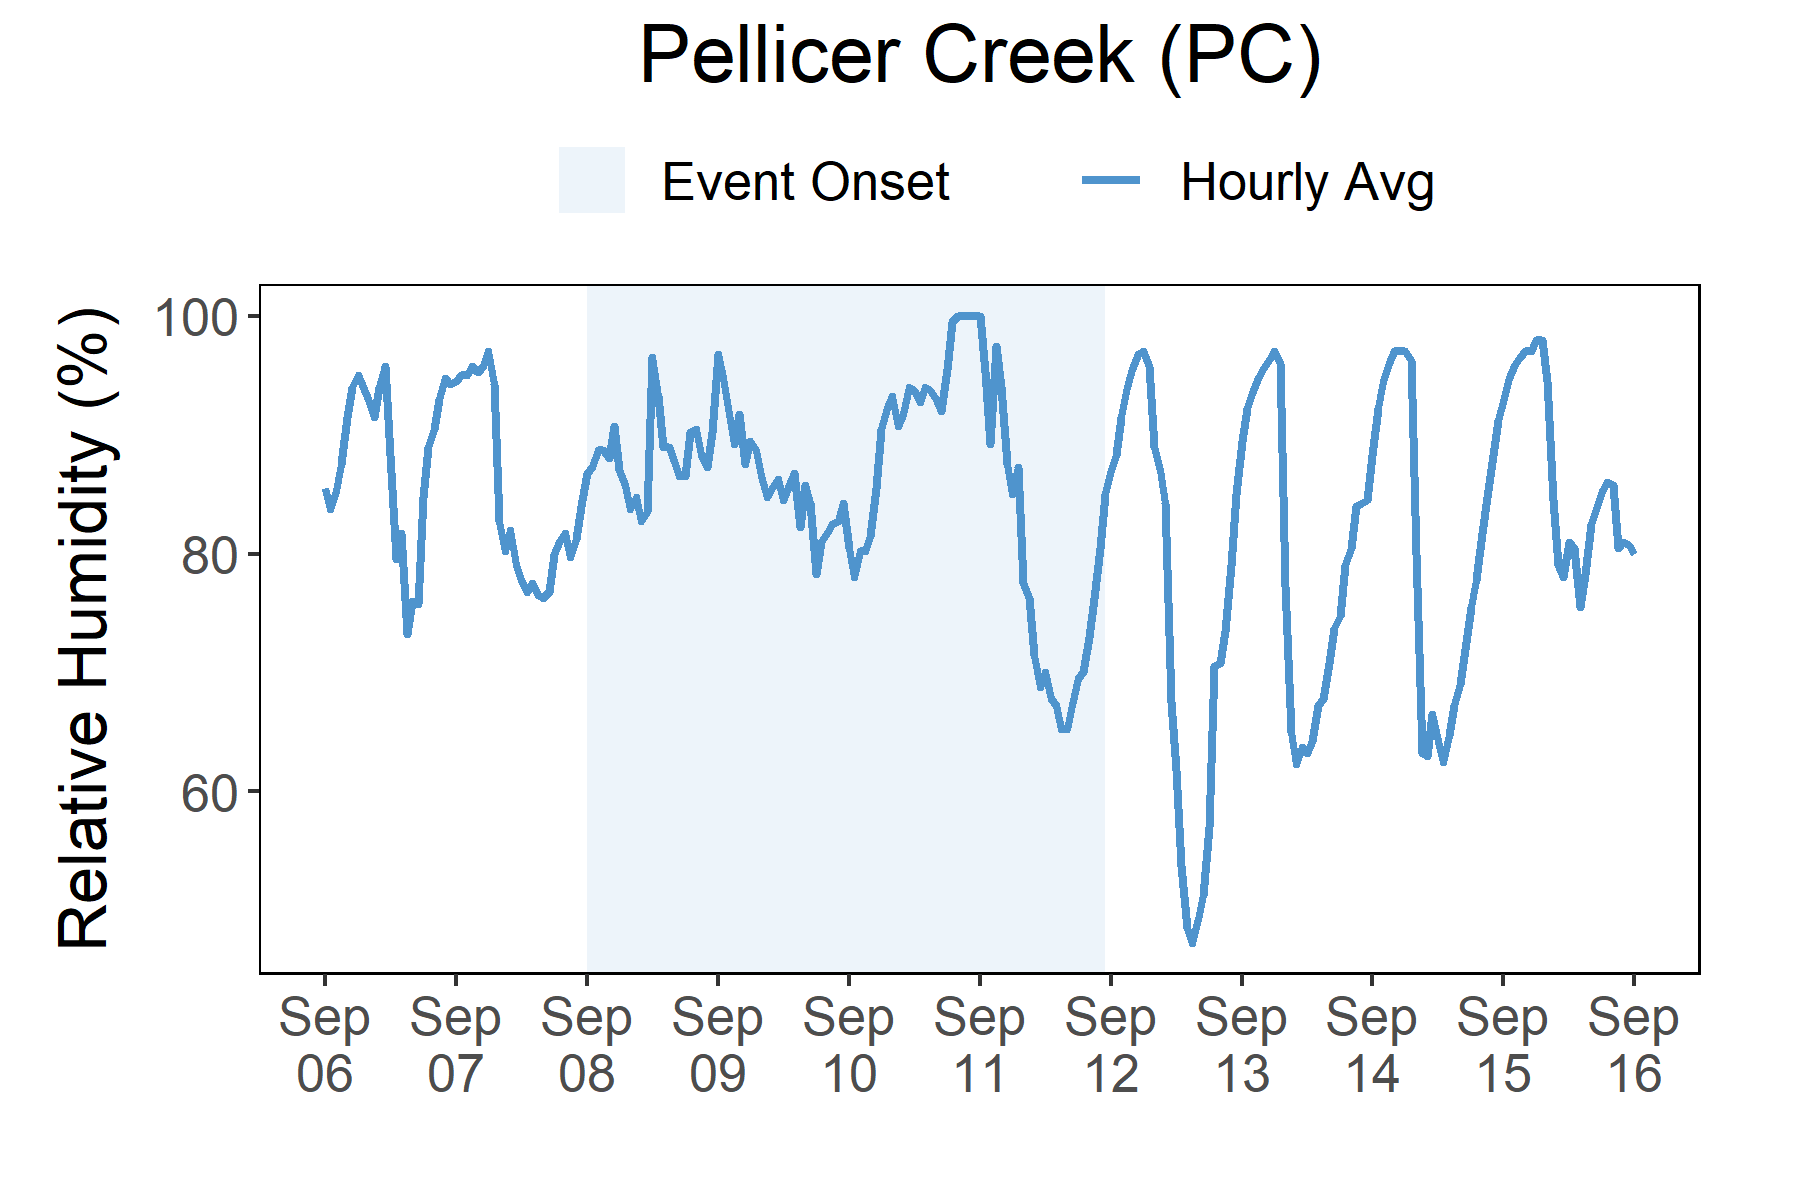 Pellicer Creek (PC)
Event Onset
Hourly Avg
Relative Humidity (%)
100
80
60
Sep 06
Sep 07
Sep 08
Sep 09
Sep 10
Sep 11
Sep 12
Sep 13
Sep 14
Sep 15
Sep 16